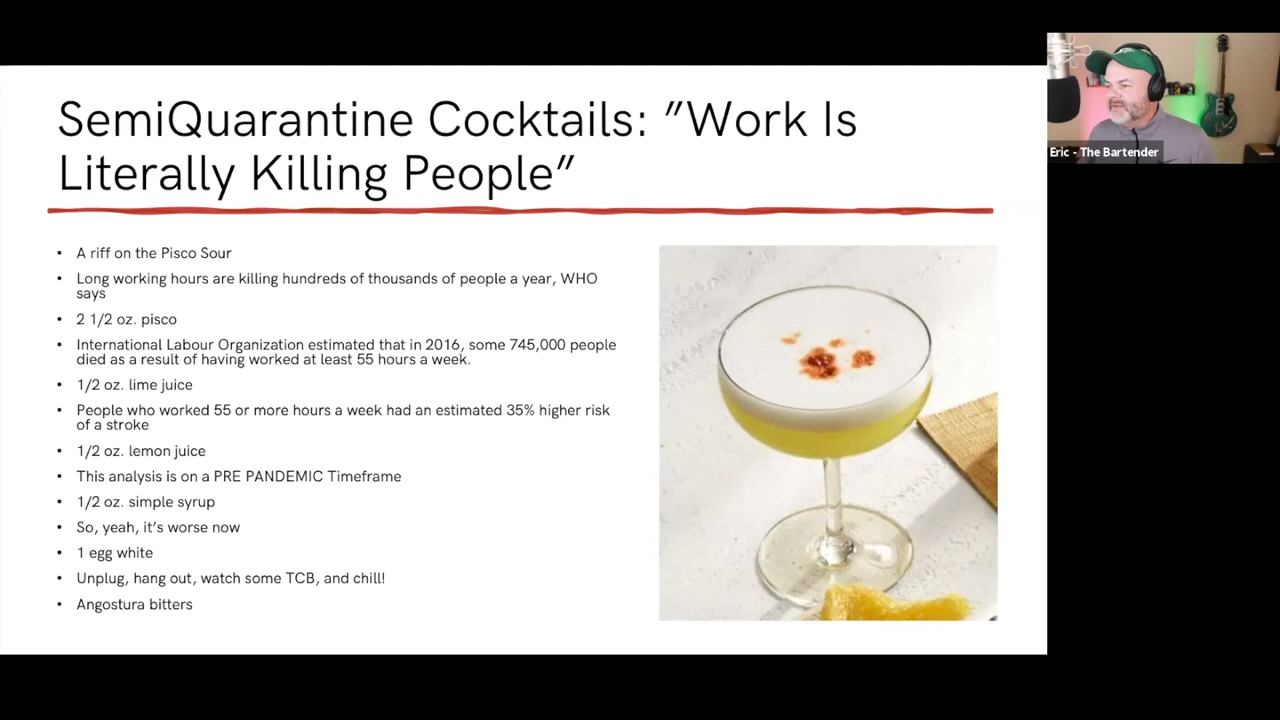 SemiQuarantine Cocktails: ”Work Is
Literally Killing People”
• A riff on the Pisco Sour
• Long working hours are killing hundreds of thousands of people a year, WHO
says
• 2 1/2 oz. pisco
• International Labour Organization estimated that in 2016, some 745,000 people
died as a result of having worked at least 55 hours a week.
• 1/2 oz. lime juice
• People who worked 55 or more hours a week had an estimated 35% higher risk
of a stroke
• 1/2 oz. lemon juice
• This analysis is on a PRE PANDEMIC Timeframe
• 1/2 oz. simple syrup
• So, yeah, it’s worse now
• 1 egg white
• Unplug, hang out, watch some TCB, and chill!
• Angostura bitters
Eric - The Bartender